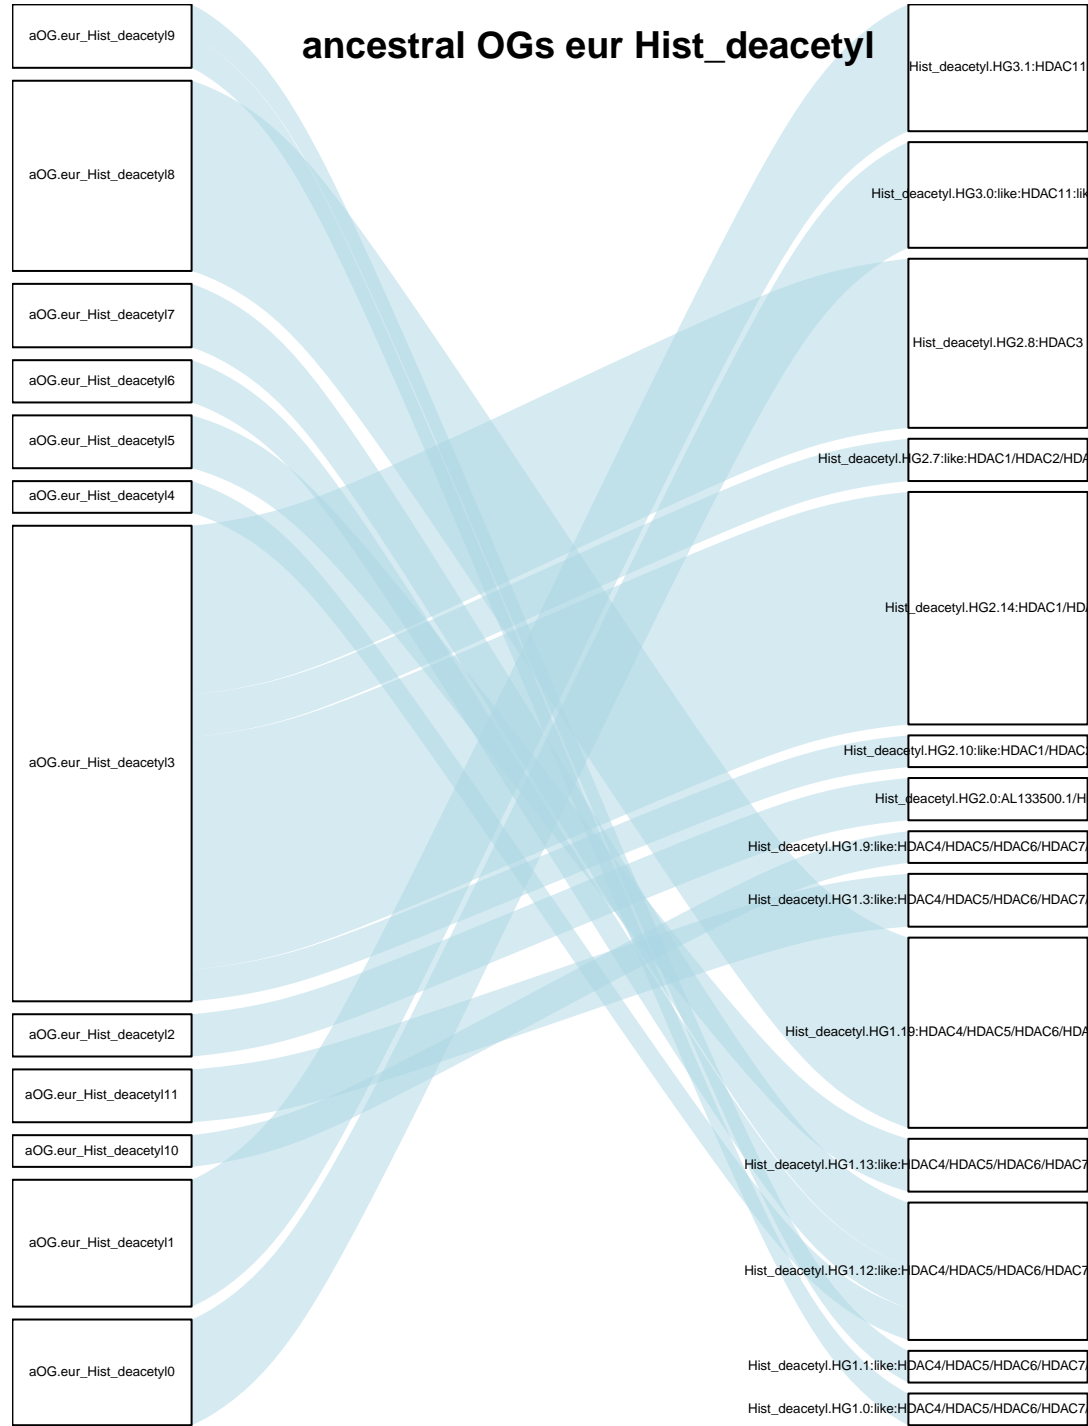 ancestral OGs eur Hist_deacetyl
aOG.eur_Hist_deacetyl9
aOG.eur_Hist_deacetyl8
aOG.eur_Hist_deacetyl7
aOG.eur_Hist_deacetyl6
aOG.eur_Hist_deacetyl5
aOG.eur_Hist_deacetyl4
aOG.eur_Hist_deacetyl3
aOG.eur_Hist_deacetyl2
aOG.eur_Hist_deacetyl11
aOG.eur_Hist_deacetyl10
aOG.eur_Hist_deacetyl1
aOG.eur_Hist_deacetyl0
Hist_deacetyl.HG3.1:HDAC11
Hist_deacetyl.HG3.0:like:HDAC11:lik
Hist_deacetyl.HG2.8:HDAC3
Hist_deacetyl.HG2.7:like:HDAC1/HDAC2/HDA
Hist_deacetyl.HG2.14:HDAC1/HD
Hist_deacetyl.HG2.10:like:HDAC1/HDAC
Hist_deacetyl.HG2.0:AL133500.1/H
Hist_deacetyl.HG1.9:like:HDAC4/HDAC5/HDAC6/HDAC7/
Hist_deacetyl.HG1.3:like:HDAC4/HDAC5/HDAC6/HDAC7/
Hist_deacetyl.HG1.19:HDAC4/HDAC5/HDAC6/HDA
Hist_deacetyl.HG1.13:like:HDAC4/HDAC5/HDAC6/HDAC7
Hist_deacetyl.HG1.12:like:HDAC4/HDAC5/HDAC6/HDAC7
Hist_deacetyl.HG1.1:like:HDAC4/HDAC5/HDAC6/HDAC7/
Hist_deacetyl.HG1.0:like:HDAC4/HDAC5/HDAC6/HDAC7/